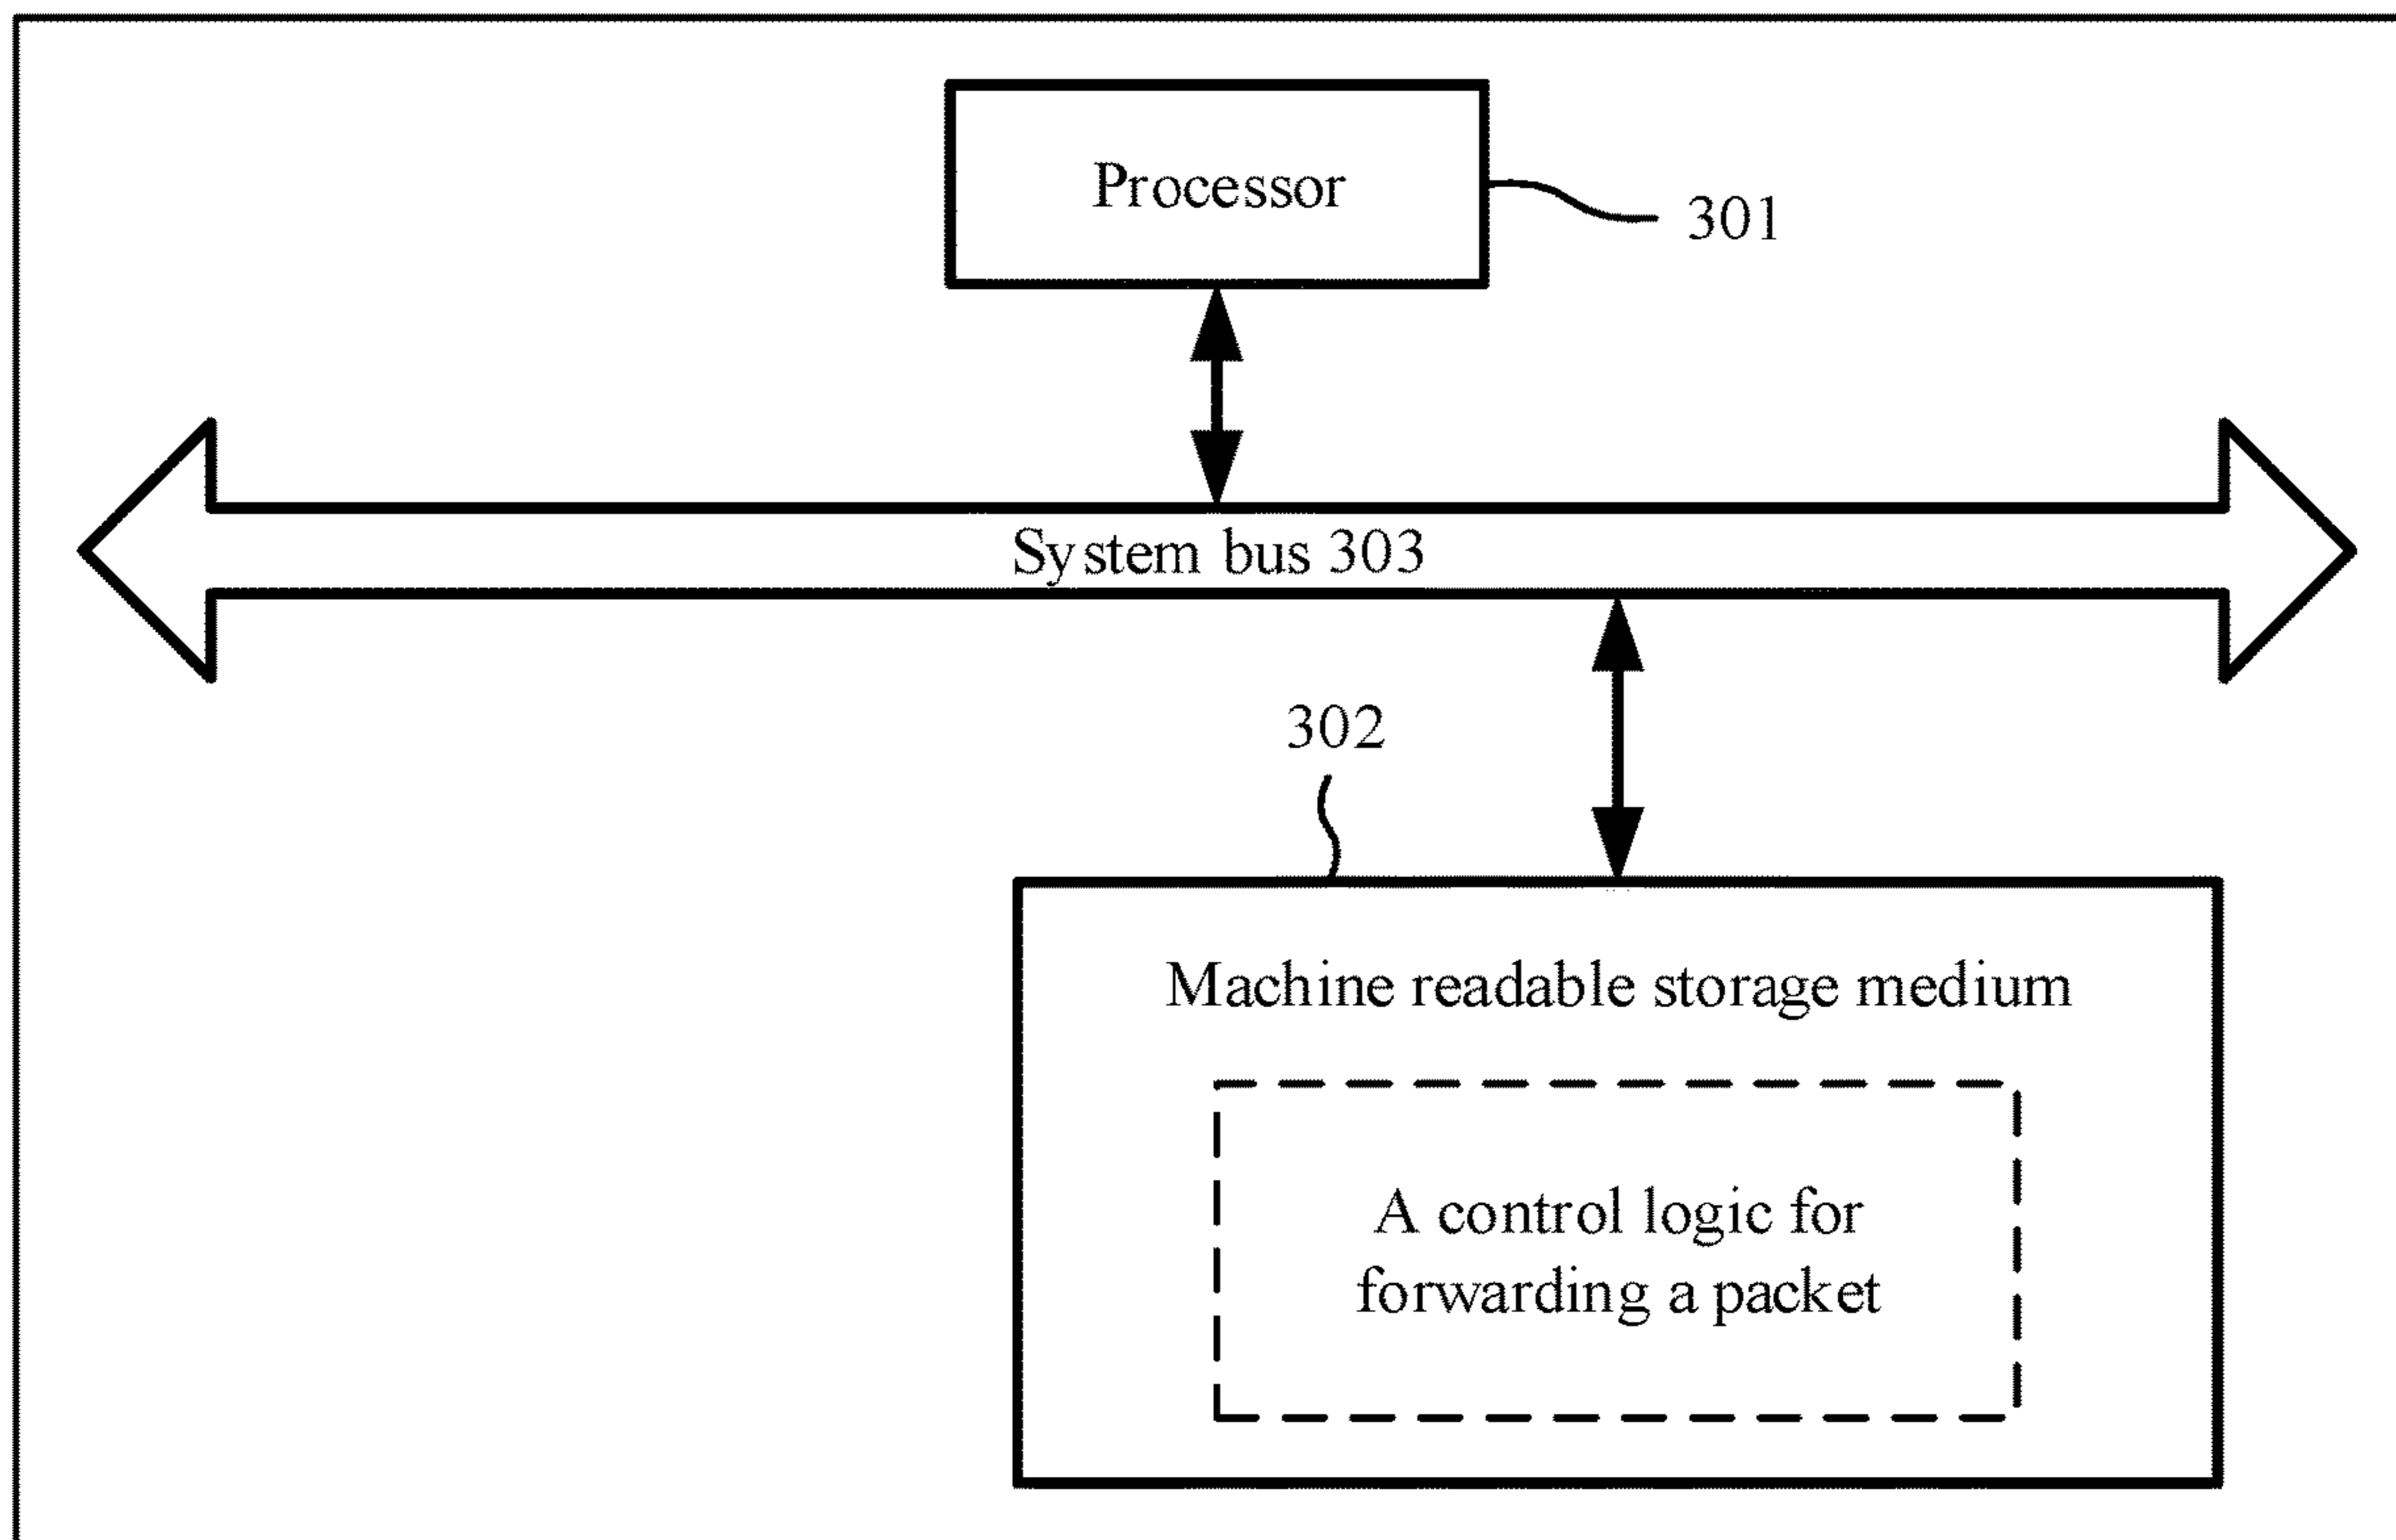 Processor
301
System bus 303
302
Machine readable storage medium
A control logic for
forwarding a packet